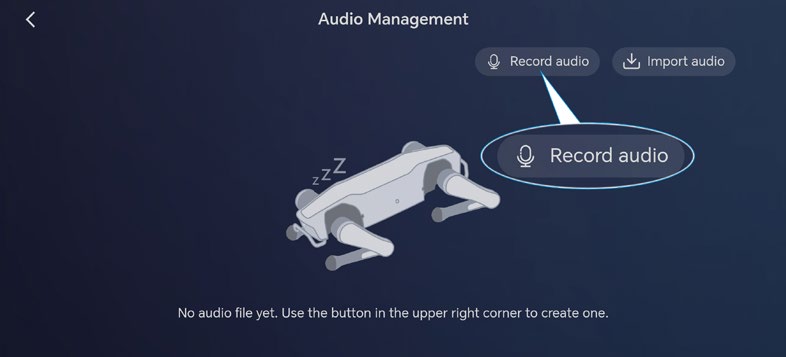 Audio Management
Record audio
Import audio
Record audio
z z Z
No audio file yet. Use the button in the upper right corner to create one.